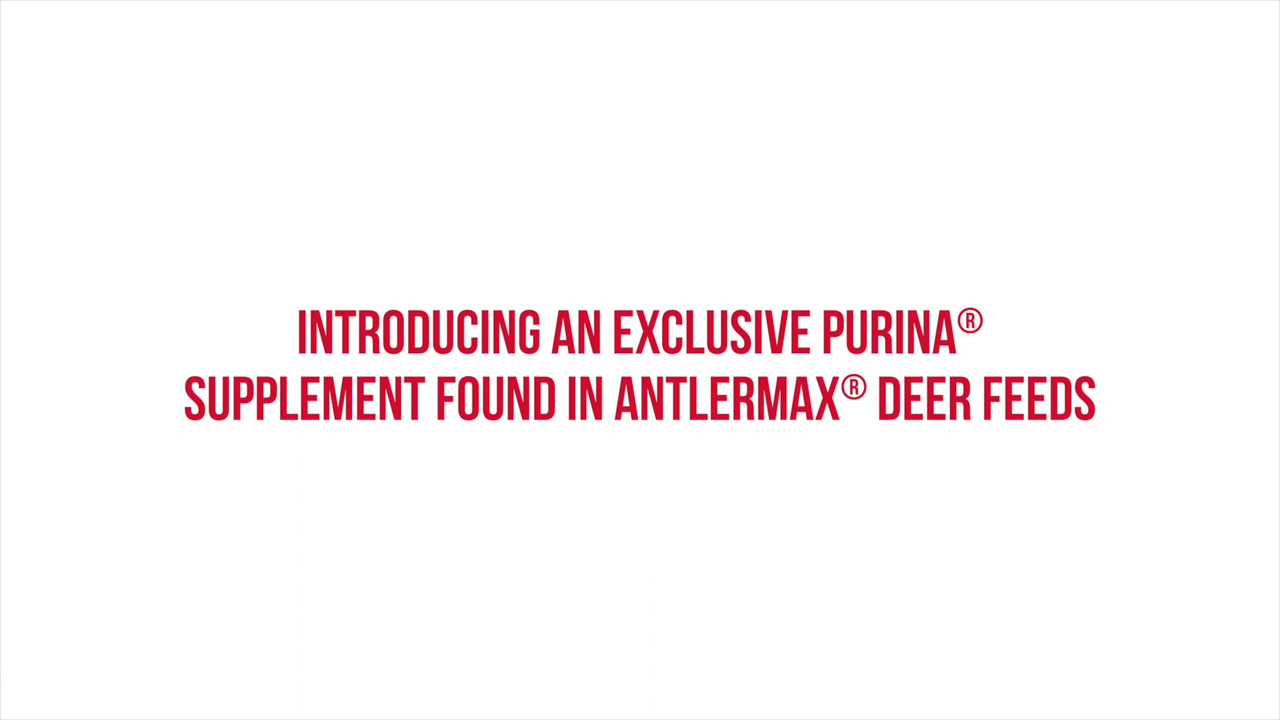 INTRODUCING AN EXCLUSIVE PURINA®
SUPPLEMENT FOUND IN ANTLERMAX® DEER FEEDS